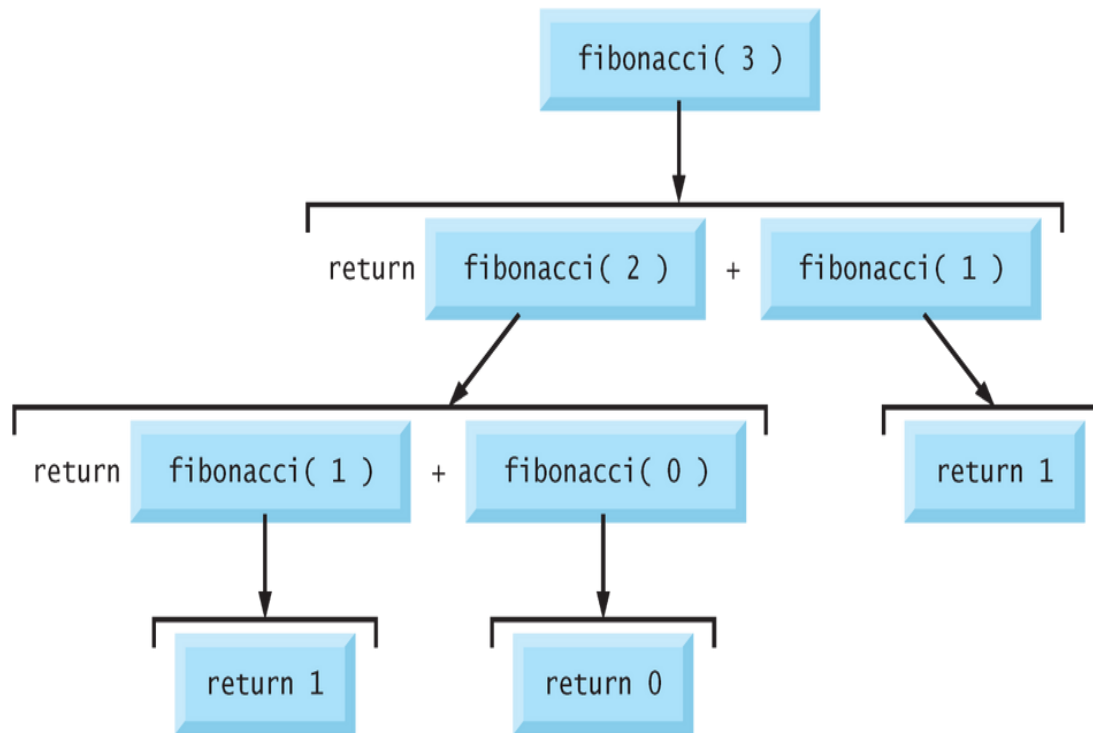 fibonacci( 3 )
return fibonacci( 2 ) + fibonacci( 1 )
return fibonacci( 1 ) + fibonacci( 0 )
return 1
return 1
return 0